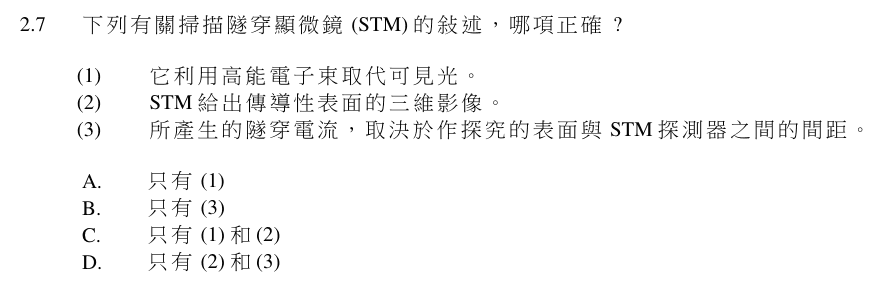 2.7 下列有關掃描隧穿顯微鏡 (STM) 的敍述，哪項正確？
(1) 它利用高能電子束取代可見光。
(2) STM 給出傳導性表面的三維影像。
(3) 所產生的隧穿電流，取決於作探究的表面與 STM 探測器之間的間距。
A. 只有 (1)
B. 只有 (3)
C. 只有 (1) 和 (2)
D. 只有 (2) 和 (3)